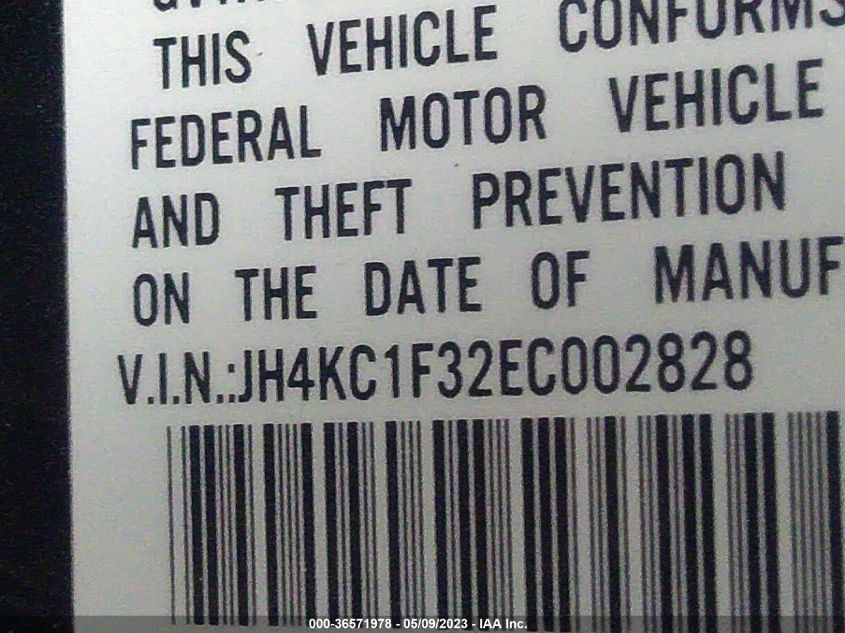 THIS VEHICLE CONFORMS
FEDERAL MOTOR VEHICLE
AND THEFT PREVENTION
ON THE DATE OF MANUF
V.I.N.:JH4KC1F32EC002828
000-36571978 - 05/09/2023 - IAA Inc.